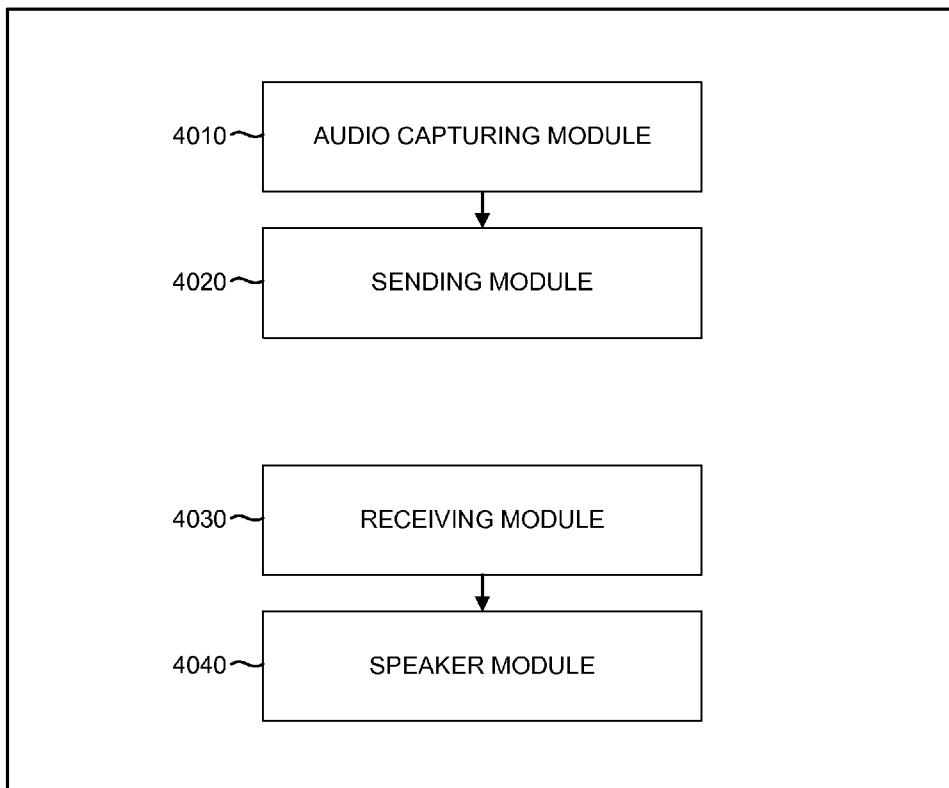 4010 AUDIO CAPTURING MODULE
4020 SENDING MODULE
4030 RECEIVING MODULE
4040 SPEAKER MODULE